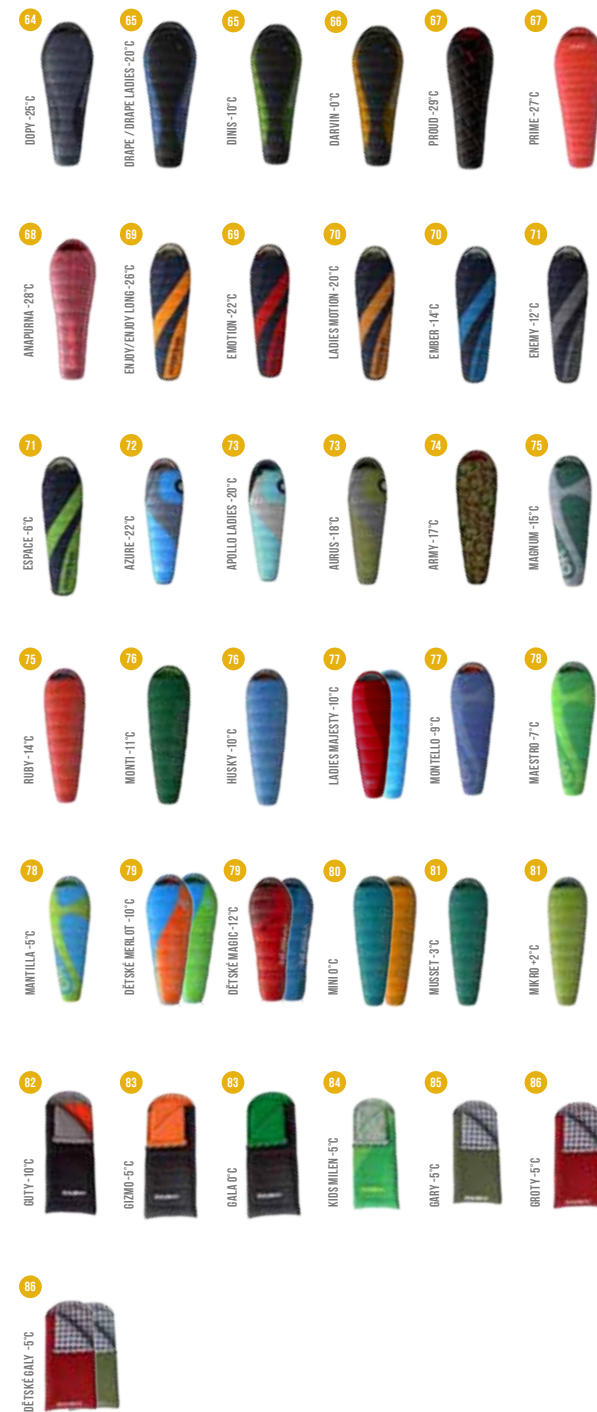 64
DOPY -25°C
65
DRAPE / DRAPE LADIES -20°C
65
DINIS -10°C
66
DARVIN -0°C
67
PROUD -29°C
67
PRIME -27°C
68
ANAPURNA -28°C
69
ENJOY/ENJOY LONG -26°C
69
EMOTION -22°C
70
LADIES MOTION -20°C
70
EMBER -14°C
71
ENEMY -12°C
71
ESPACE -6°C
72
AZURE -22°C
73
APOLLO LADIES -20°C
73
AURUS -18°C
74
ARMY -17°C
75
MAGNUM -15°C
75
RUBY -14°C
76
MONTI -11°C
76
HUSKY -10°C
77
LADIES MAJESTY -10°C
77
MONTELLO -9°C
78
MAESTRO -7°C
78
MANTILLA -5°C
79
DĚTSKÉ MERLOT -10°C
79
DĚTSKÉ MAGIC -12°C
80
MINI 0°C
81
MUSSET -3°C
81
MIKRO +2°C
82
GUTY -10°C
83
GIZMO -5°C
83
GALA 0°C
84
KIDS MILEN -5°C
85
GARY -5°C
86
GROTY -5°C
86
DĚTSKÉ GALY -5°C